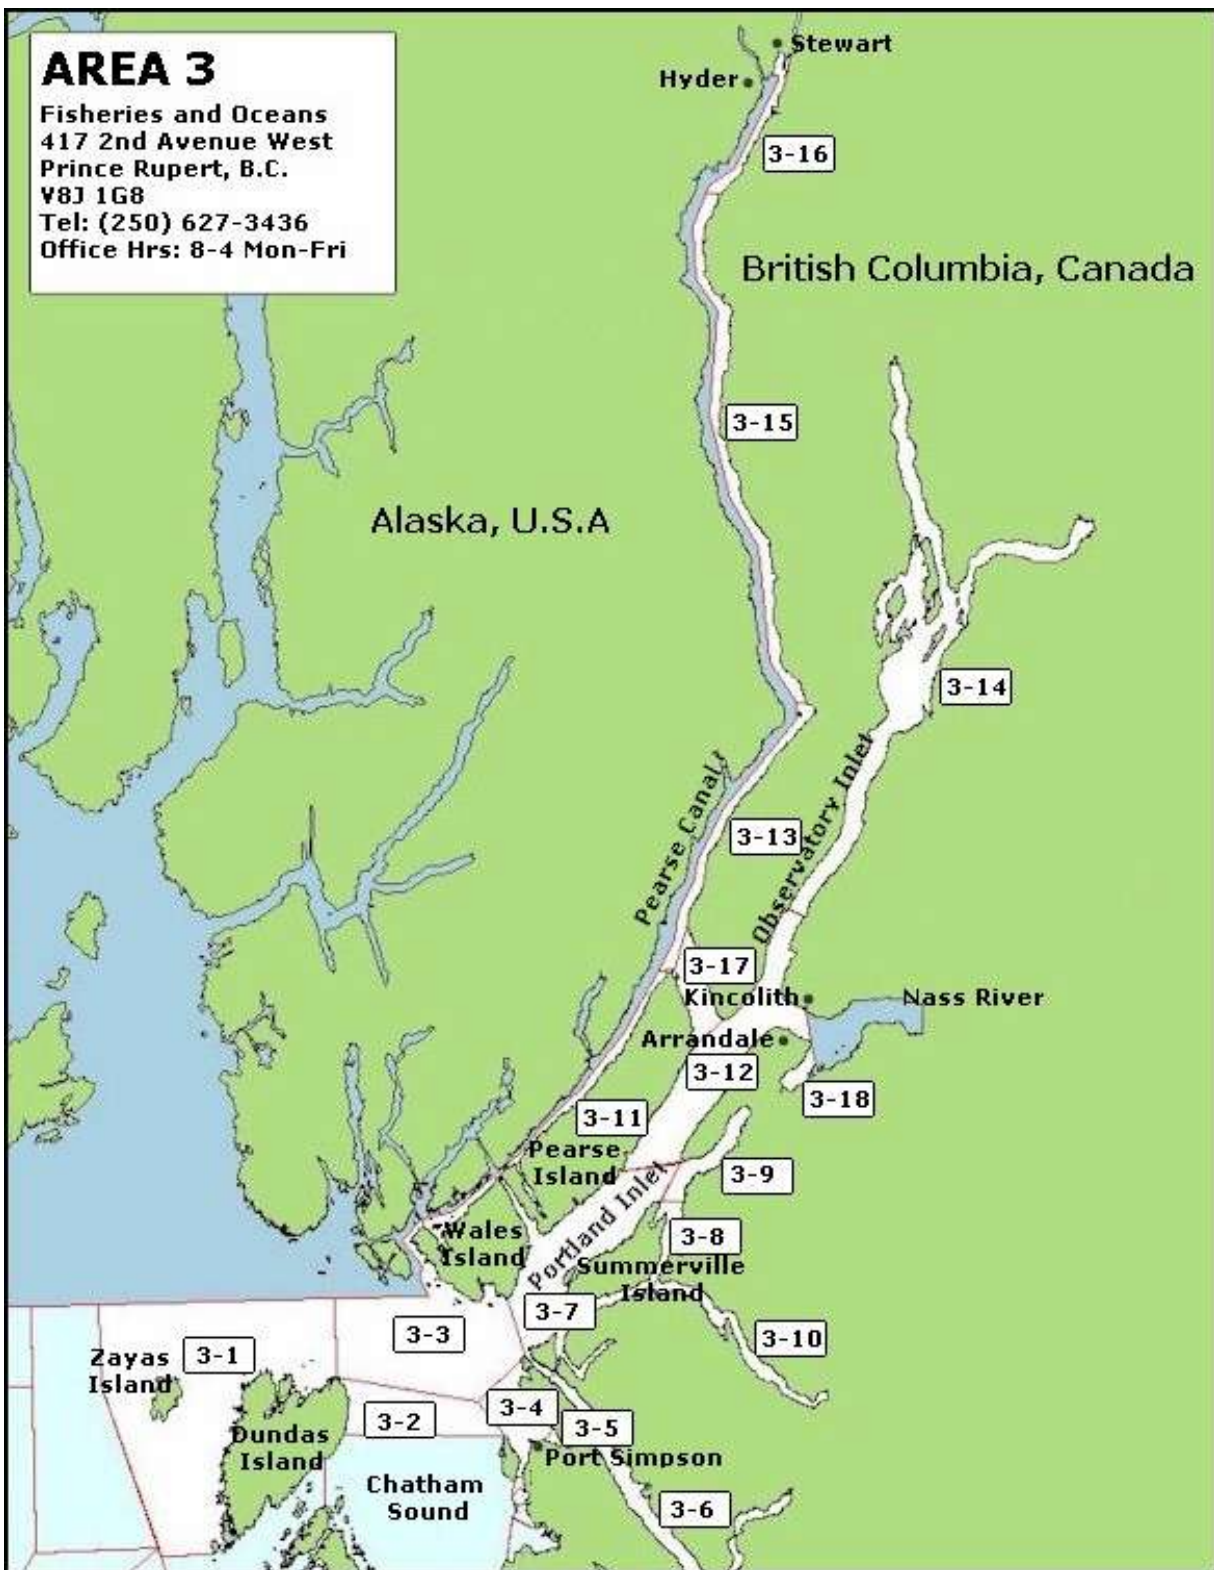 AREA 3
Fisheries and Oceans
417 2nd Avenue West
Prince Rupert, B.C.
V8J 1G8
Tel: (250) 627-3436
Office Hrs: 8-4 Mon-Fri
Stewart
Hyder
3-16
British Columbia, Canada
3-15
Alaska, U.S.A
3-14
Pearse Canal
3-13
Observatory Inlet
3-17
Kincolith
Nass River
Arrandale
3-12
3-18
3-11
Pearse
Island
3-9
Portland Inlet
Wales
Island
3-8
Summerville
Island
3-7
3-3
3-10
Zayas
Island
3-1
3-4
3-2
3-5
Dundas
Island
Port Simpson
Chatham
Sound
3-6